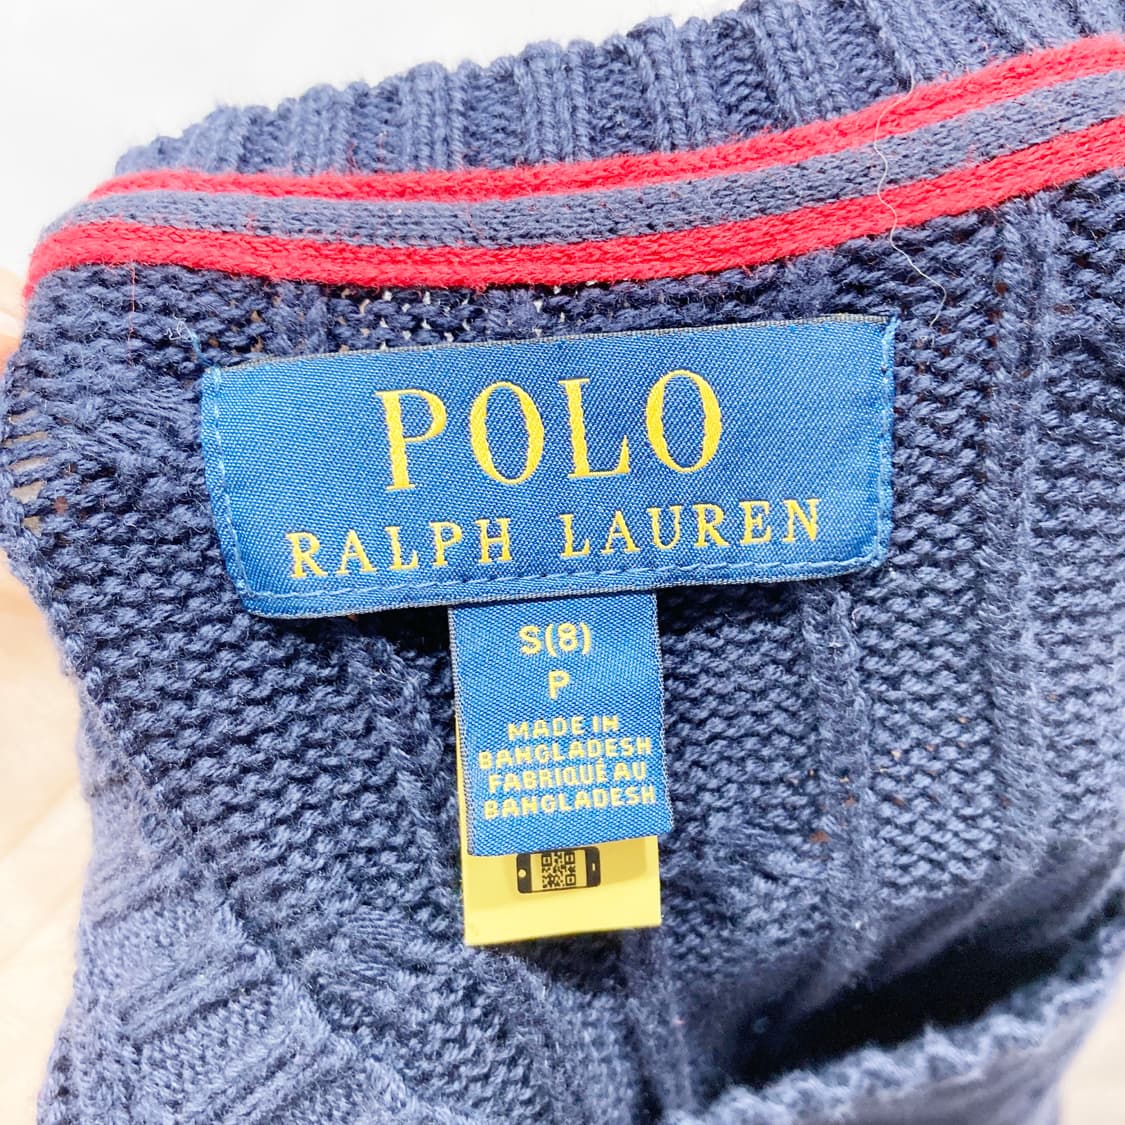 POLO
RALPH LAUREN
S(8)
P
MADE IN
BANGLADESH
FABRIQUÉ AU
BANGLADESH